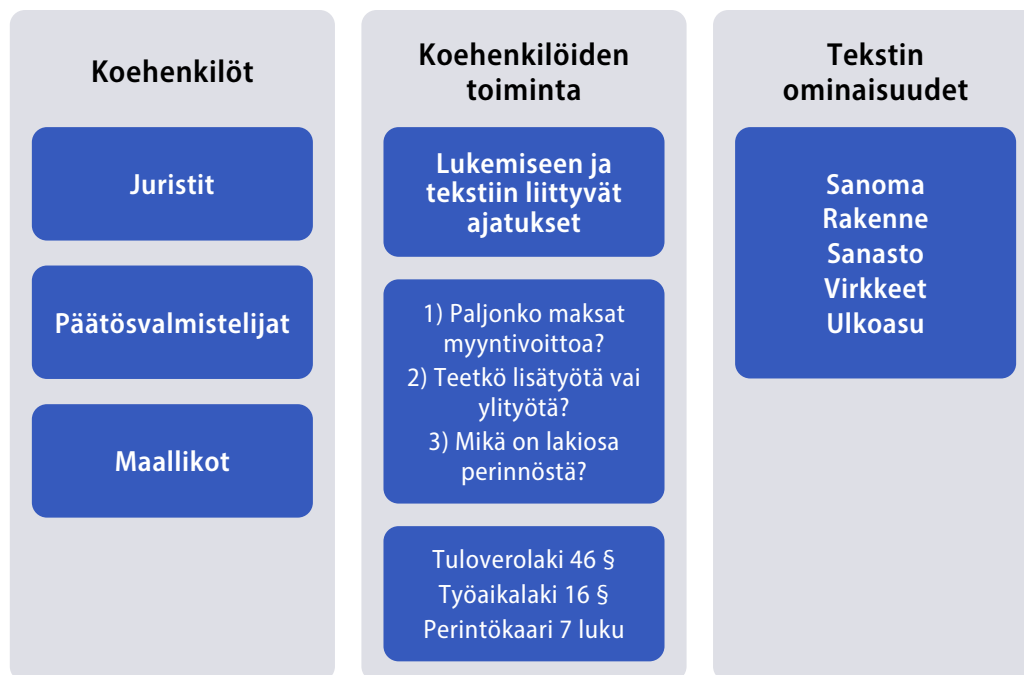 Koehenkilöt
Juristit
Päätösvalmistelijat
Maallikot
Koehenkilöiden
toiminta
Lukemiseen ja
tekstiin liittyvät
ajatukset
1) Paljonko maksat
myyntivoittoa?
2) Teetkö lisätyötä vai
ylityötä?
3) Mikä on lakiosa
perinnöstä?
Tuloverolaki 46 §
Työaikalaki 16 §
Perintökaari 7 luku
Tekstin
ominaisuudet
Sanoma
Rakenne
Sanasto
Virkkeet
Ulkoasu